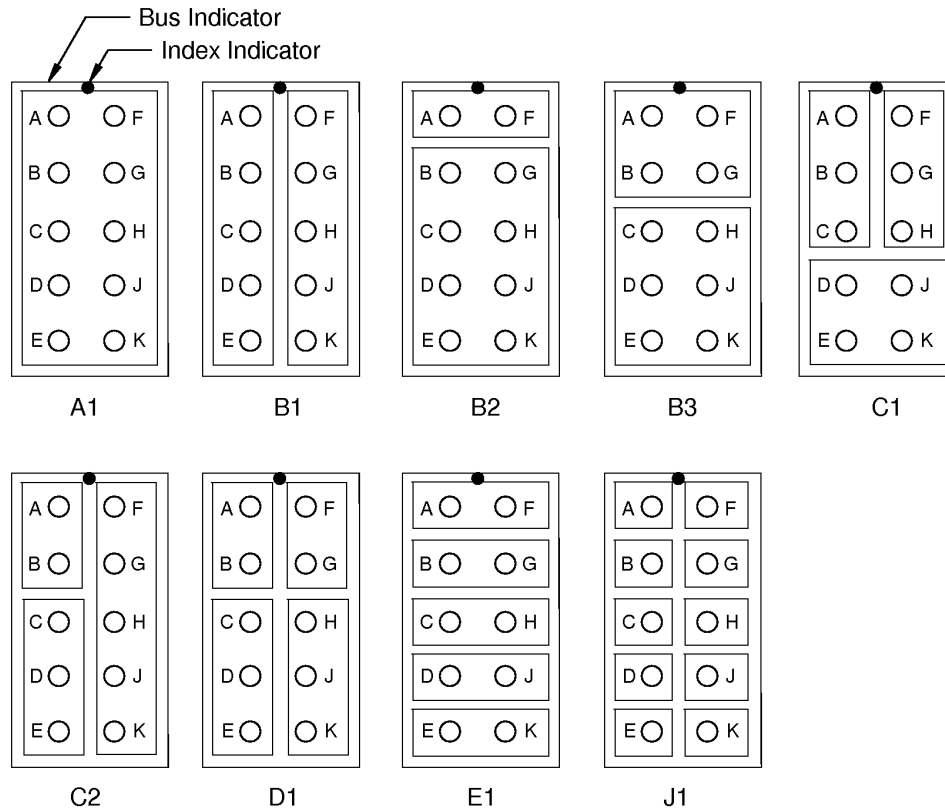 Bus Indicator
Index Indicator
A F A F A F A F A F
B G B G B G B G B G
C H C H C H C H C H
D J D J D J D J D J
E K E K E K E K E K
A1 B1 B2 B3 C1
A F A F A F A F
B G B G B G B G
C H C H C H C H
D J D J D J D J
E K E K E K E K
C2 D1 E1 J1